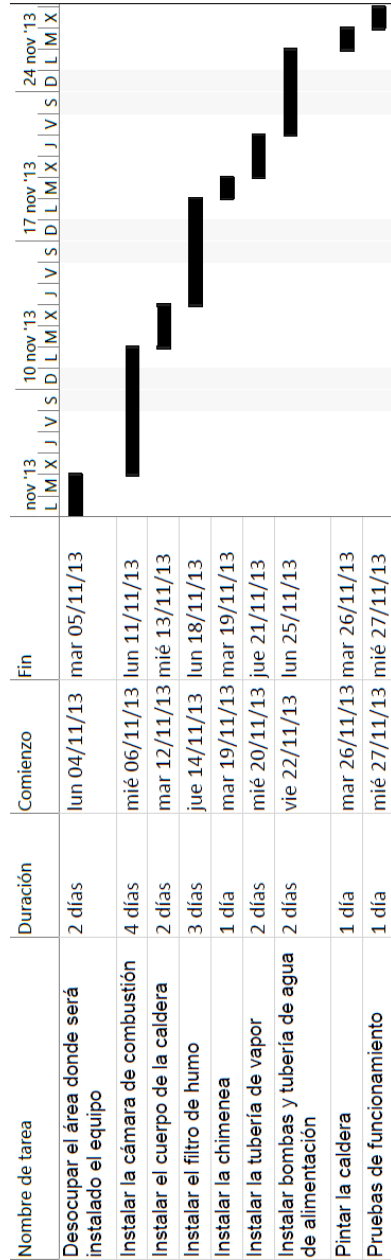 Nombre de tarea Duración Comienzo Fin nov '13 10 nov '13 17 nov '13 24 nov '13
L M X J V S D L M X J V S D L M X J V S D L M X
Desocupar el área donde será
instalado el equipo 2 días lun 04/11/13 mar 05/11/13
Instalar la cámara de combustión 4 días mié 06/11/13 lun 11/11/13
Instalar el cuerpo de la caldera 2 días mar 12/11/13 mié 13/11/13
Instalar el filtro de humo 3 días jue 14/11/13 lun 18/11/13
Instalar la chimenea 1 día mar 19/11/13 mar 19/11/13
Instalar la tubería de vapor 2 días mié 20/11/13 jue 21/11/13
Instalar bombas y tubería de agua
de alimentación 2 días vie 22/11/13 lun 25/11/13
Pintar la caldera 1 día mar 26/11/13 mar 26/11/13
Pruebas de funcionamiento 1 día mié 27/11/13 mié 27/11/13